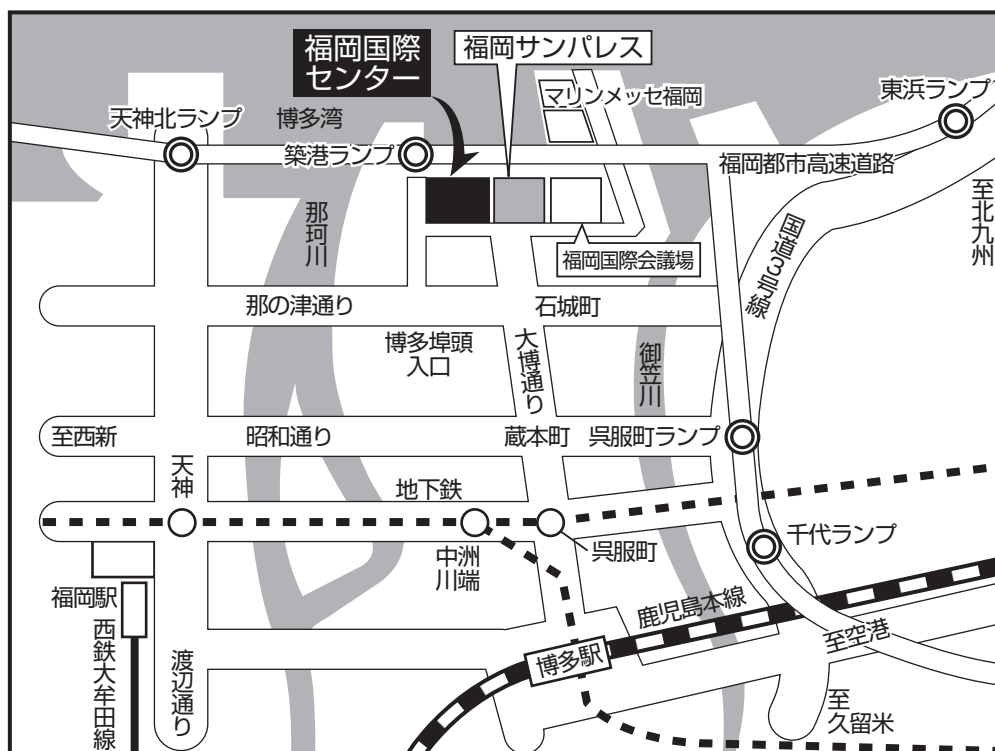 福岡国際
センター
福岡サンパレス
マリンメッセ福岡
東浜ランプ
天神北ランプ
博多湾
築港ランプ
福岡都市高速道路
至北九州
那珂川
福岡国際会議場
国道3号線
那の津通り
石城町
博多埠頭
入口
大博通り
御笠川
至西新
昭和通り
蔵本町
呉服町ランプ
天神
地下鉄
中洲
川端
呉服町
千代ランプ
福岡駅
西鉄大牟田線
渡辺通り
鹿児島本線
博多駅
至空港
至
久留米